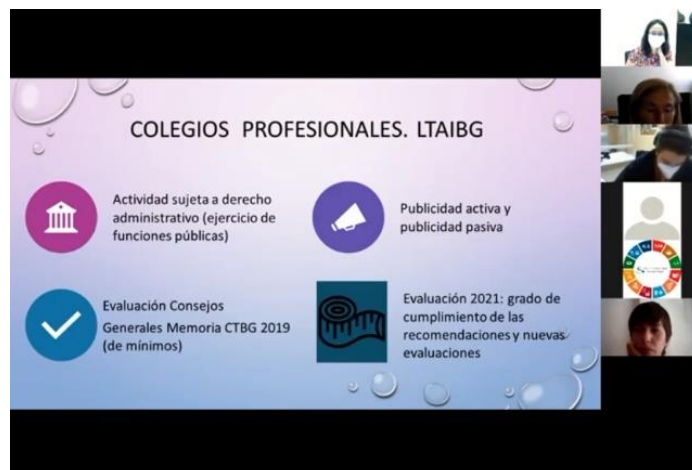 COLEGIOS PROFESIONALES. LTAIBG
Actividad sujeta a derecho
administrativo (ejercicio de
funciones públicas)
Publicidad activa y
publicidad pasiva
Evaluación Consejos
Generales Memoria CTBG 2019
(de mínimos)
Evaluación 2021: grado de
cumplimiento de las
recomendaciones y nuevas
evaluaciones